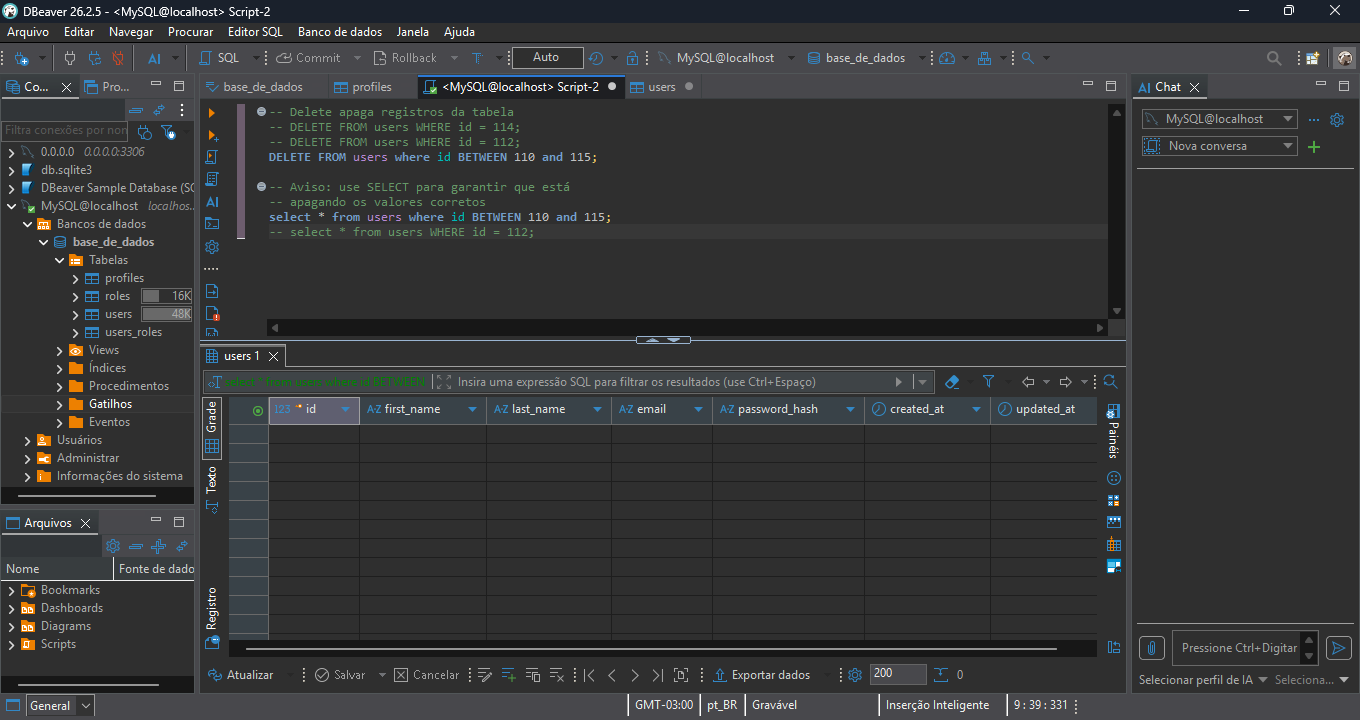 DBeaver 26.2.5 - <MySQL@localhost> Script-2
Arquivo Editar Navegar Procurar Editor SQL Banco de dados Janela Ajuda
AI SQL Commit Rollback T Auto MySQL@localhost base_de_dados
Co... Pro...
Filtra conexões por nom
0.0.0.0 0.0.0.0:3306
db.sqlite3
DBeaver Sample Database (SQ
MySQL@localhost localhos...
Bancos de dados
base_de_dados
Tabelas
profiles
roles 16K
users 48K
users_roles
Views
Índices
Procedimentos
Gatilhos
Eventos
Usuários
Administrar
Informações do sistema
Arquivos
Nome Fonte de dado
Bookmarks
Dashboards
Diagrams
Scripts
General
base_de_dados profiles <MySQL@localhost> Script-2 users
AI
-- Delete apaga registros da tabela
-- DELETE FROM users WHERE id = 114;
-- DELETE FROM users WHERE id = 112;
DELETE FROM users where id BETWEEN 110 and 115;
-- Aviso: use SELECT para garantir que está
-- apagando os valores corretos
select * from users where id BETWEEN 110 and 115;
-- select * from users WHERE id = 112;
users 1
select * from users where id BETWEEN Insira uma expressão SQL para filtrar os resultados (use Ctrl+Espaço)
Grade
Texto
Registro
123 id A-Z first_name A-Z last_name A-Z email A-Z password_hash created_at updated_at
Painéis
Atualizar Salvar Cancelar Exportar dados 200 0
GMT-03:00 pt_BR Gravável Inserção Inteligente 9 : 39 : 331
AI Chat
MySQL@localhost
Nova conversa
Pressione Ctrl+Digitar
Selecionar perfil de IA Seleciona...